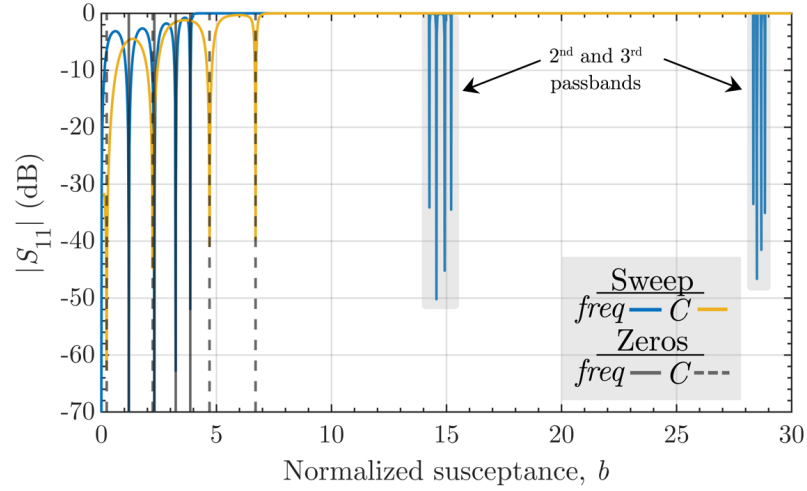 0
-10
-20
-30
-40
-50
-60
-70
|S₁₁| (dB)
2ⁿᵈ and 3ʳᵈ
passbands
Sweep
freq C
Zeros
freq C
0 5 10 15 20 25 30
Normalized susceptance, b